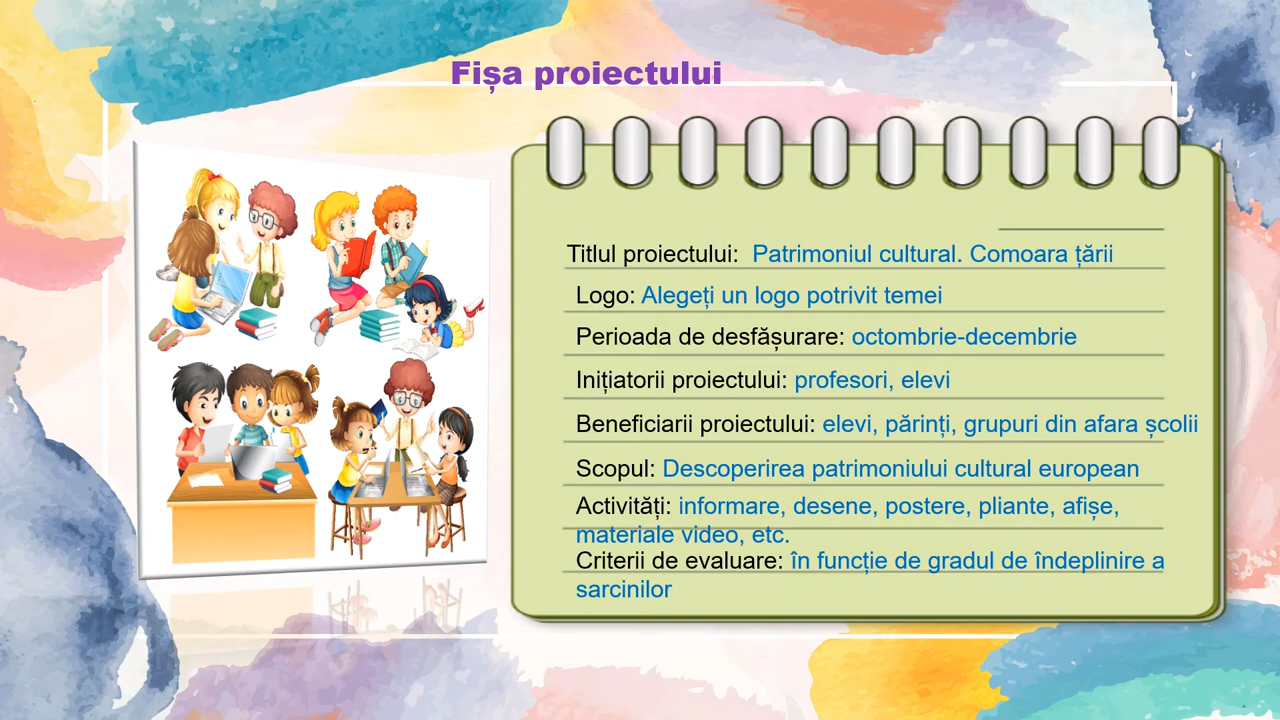 Fișa proiectului
Titlul proiectului: Patrimoniul cultural. Comoara țării
Logo: Alegeți un logo potrivit temei
Perioada de desfășurare: octombrie-decembrie
Inițiatorii proiectului: profesori, elevi
Beneficiarii proiectului: elevi, părinți, grupuri din afara școlii
Scopul: Descoperirea patrimoniului cultural european
Activități: informare, desene, postere, pliante, afișe,
materiale video, etc.
Criterii de evaluare: în funcție de gradul de îndeplinire a
sarcinilor